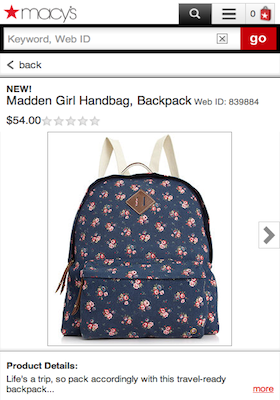 macy's
0
Keyword, Web ID
go
back
NEW!
Madden Girl Handbag, Backpack Web ID: 839884
$54.00
Product Details:
Life's a trip, so pack accordingly with this travel-ready
backpack... more